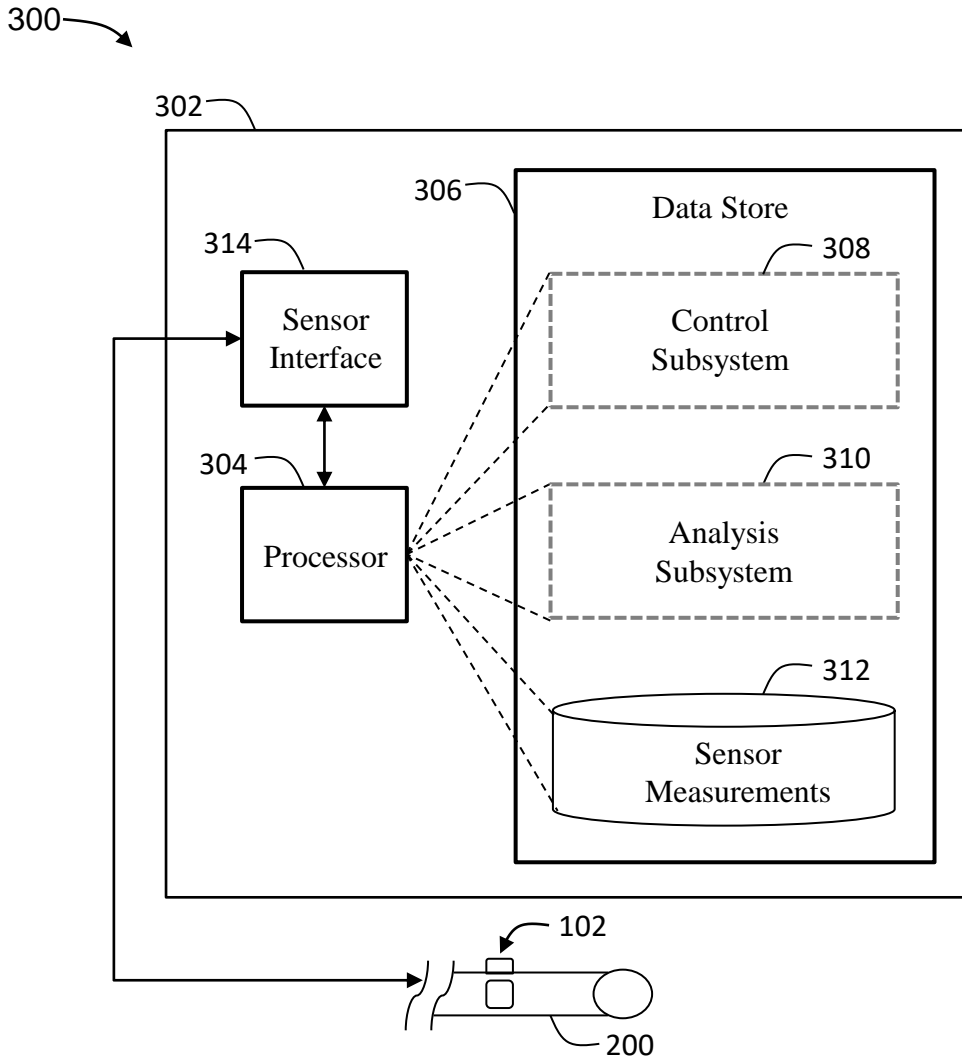 300
302
306
Data Store
314
308
Sensor
Interface
Control
Subsystem
304
310
Processor
Analysis
Subsystem
312
Sensor
Measurements
102
200